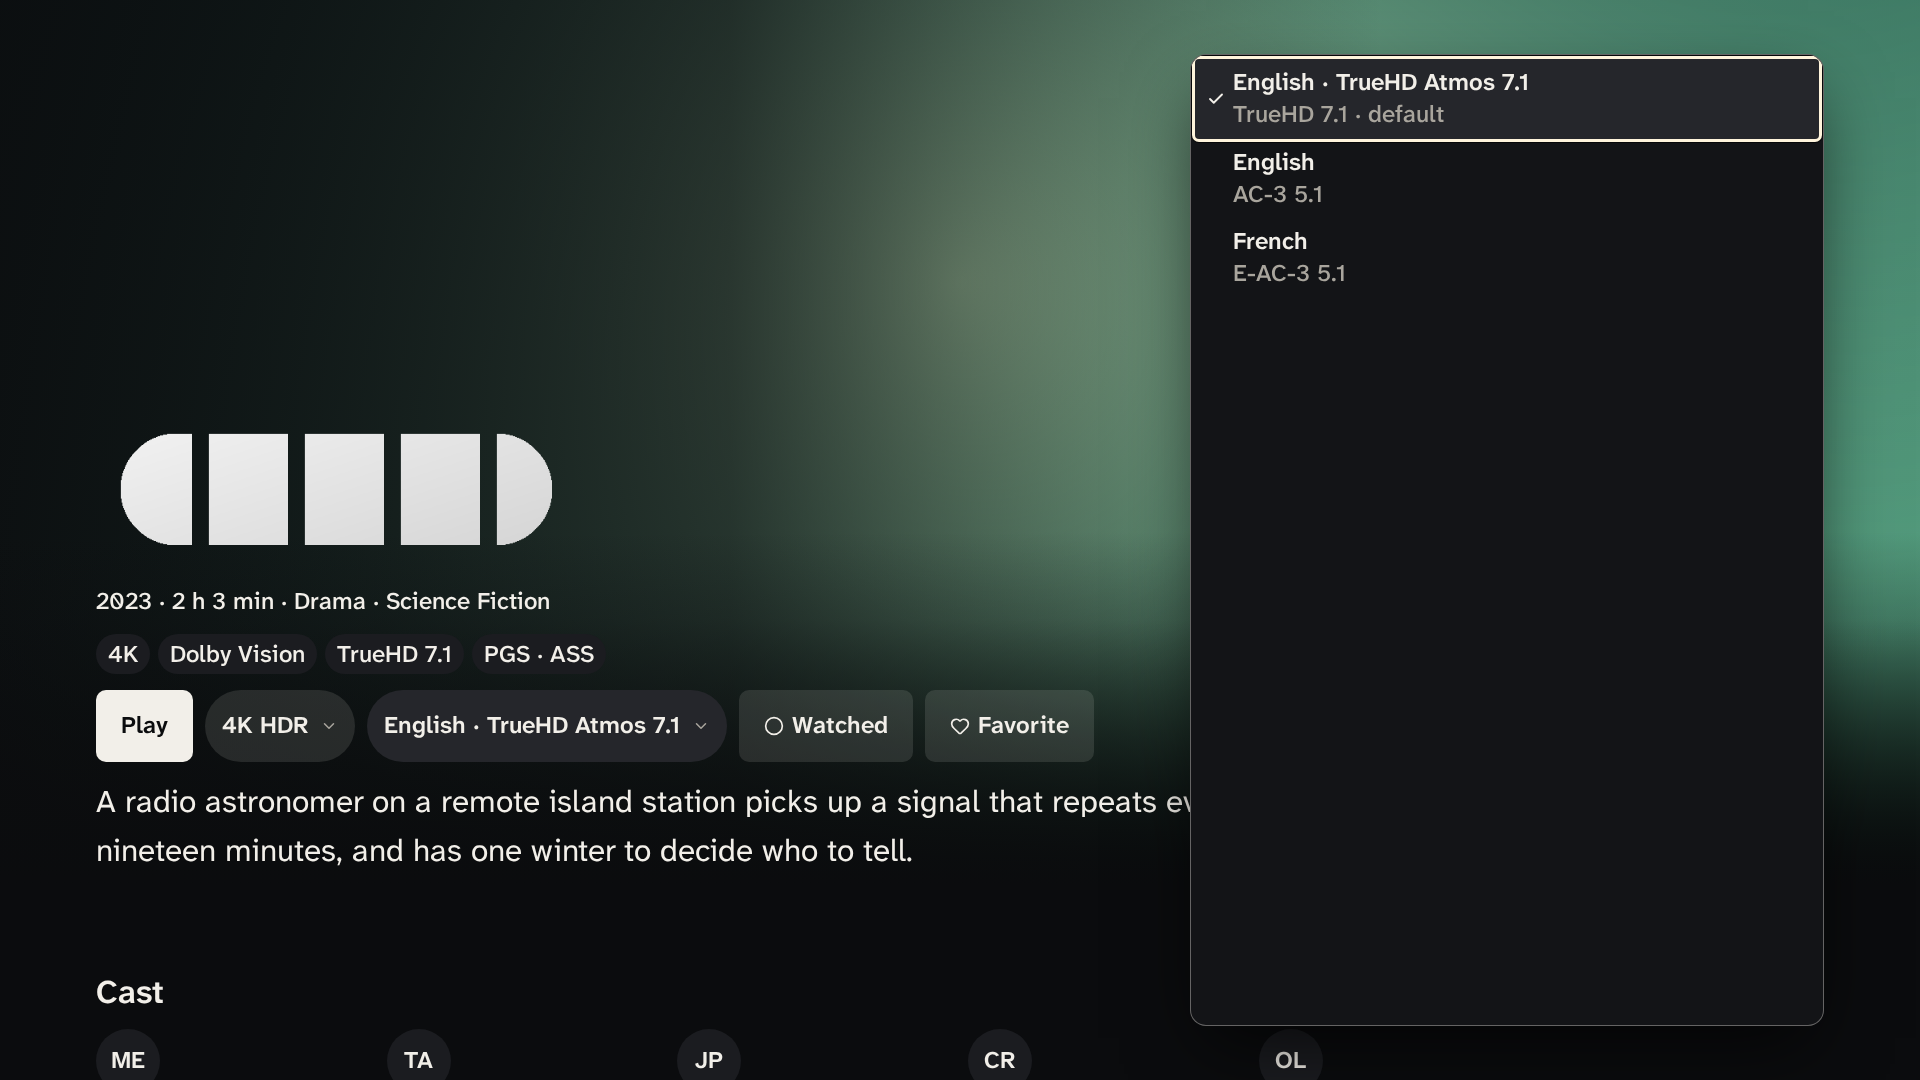 English · TrueHD Atmos 7.1
TrueHD 7.1 · default
English
AC-3 5.1
French
E-AC-3 5.1
2023 · 2 h 3 min · Drama · Science Fiction
4K
Dolby Vision
TrueHD 7.1
PGS · ASS
Play
4K HDR
English · TrueHD Atmos 7.1
Watched
Favorite
A radio astronomer on a remote island station picks up a signal that repeats
nineteen minutes, and has one winter to decide who to tell.
Cast
ME
TA
JP
CR
OL